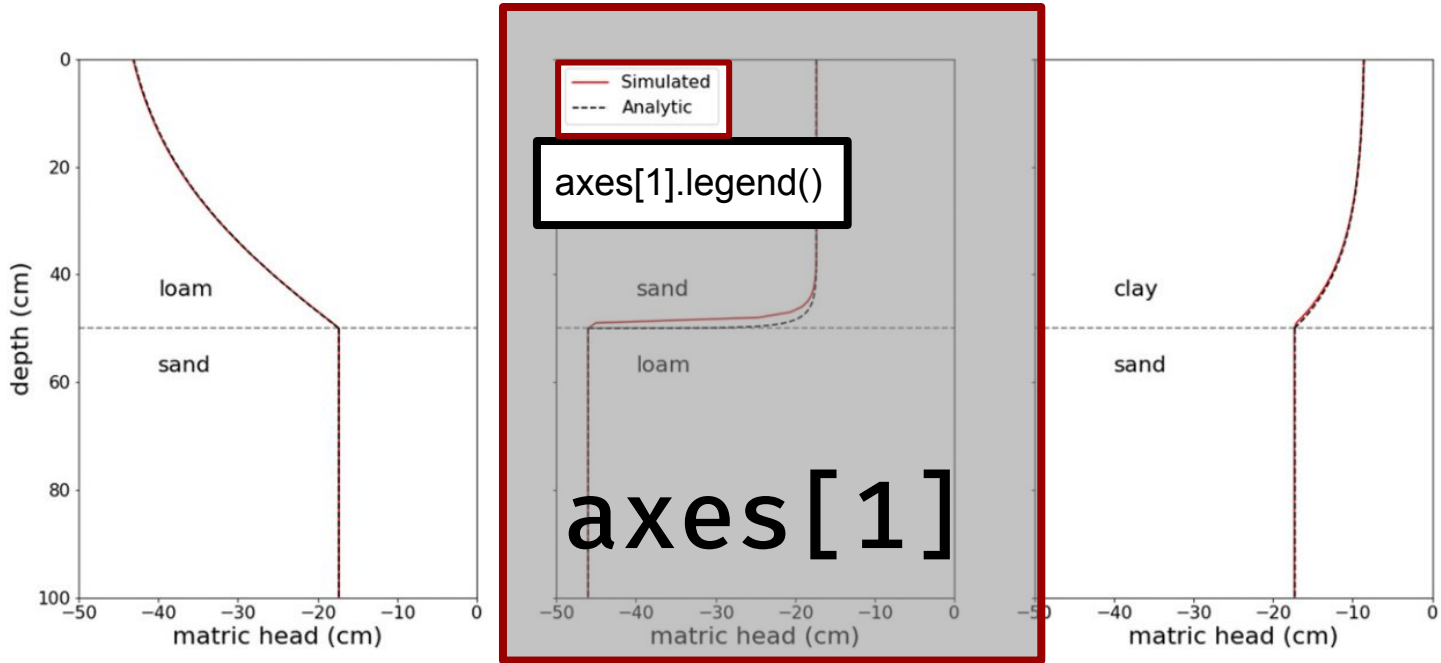 0
20
40
60
80
100
depth (cm)
loam
sand
−50 −40 −30 −20 −10 0
matric head (cm)
Simulated
Analytic
axes[1].legend()
sand
loam
axes[1]
−50 −40 −30 −20 −10 0
matric head (cm)
clay
sand
−50 −40 −30 −20 −10 0
matric head (cm)